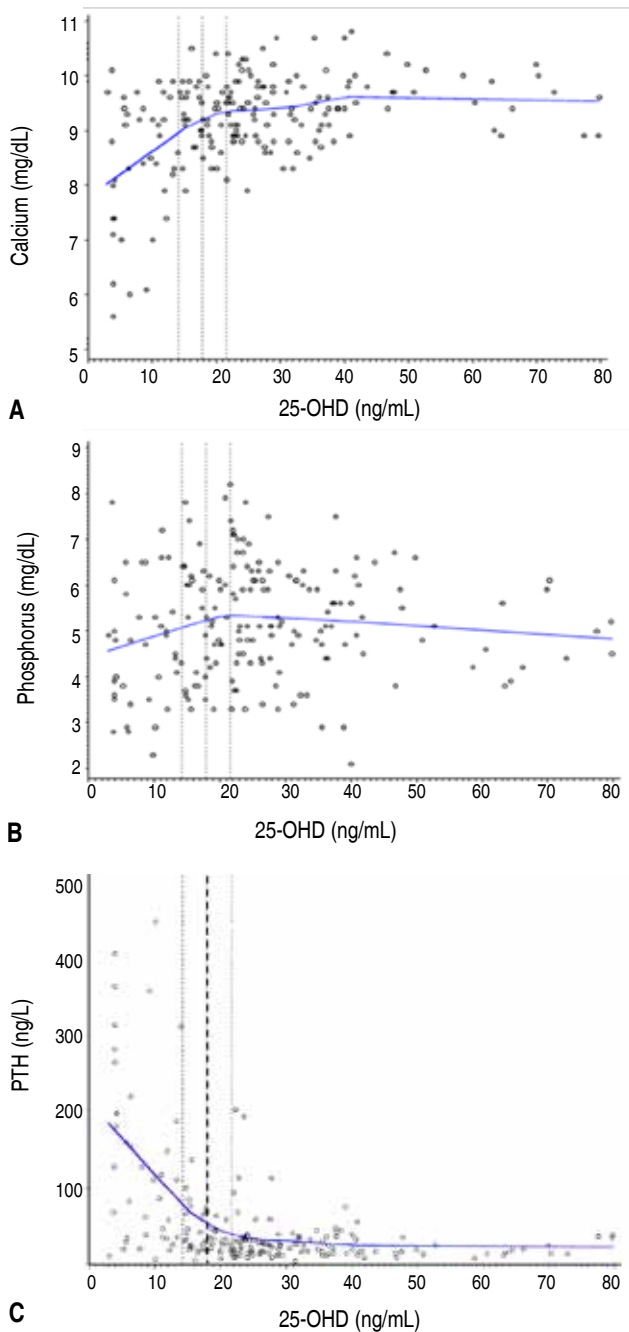 11
10
9
8
7
6
5
Calcium (mg/dL)
0 10 20 30 40 50 60 70 80
25-OHD (ng/mL)
A
9
8
7
6
5
4
3
2
Phosphorus (mg/dL)
0 10 20 30 40 50 60 70 80
25-OHD (ng/mL)
B
500
400
300
200
100
PTH (ng/L)
0 10 20 30 40 50 60 70 80
25-OHD (ng/mL)
C